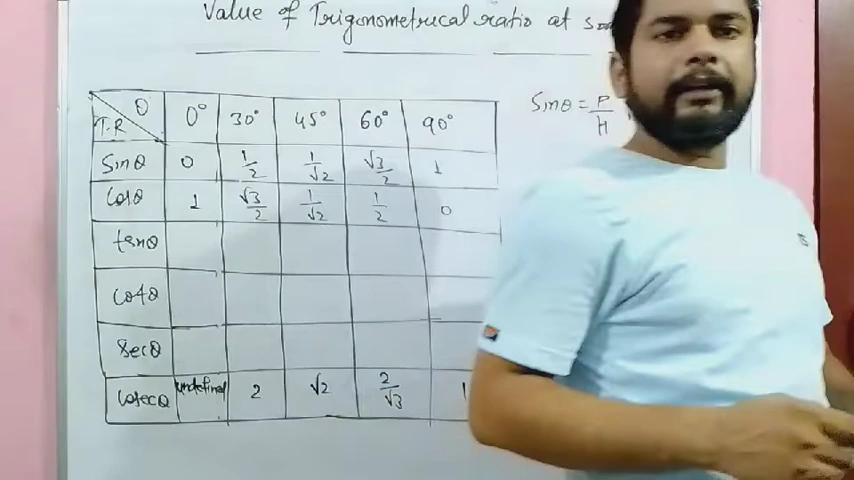 Value of Trigonometrical ratio at
θ 0° 30° 45° 60° 90°
T.R
Sinθ 0 1/2 1/√2 √3/2 1
Cosθ 1 √3/2 1/√2 1/2 0
tanθ
Cotθ
Secθ
Cosecθ undefined 2 √2 2/√3 1
Sinθ = P/H